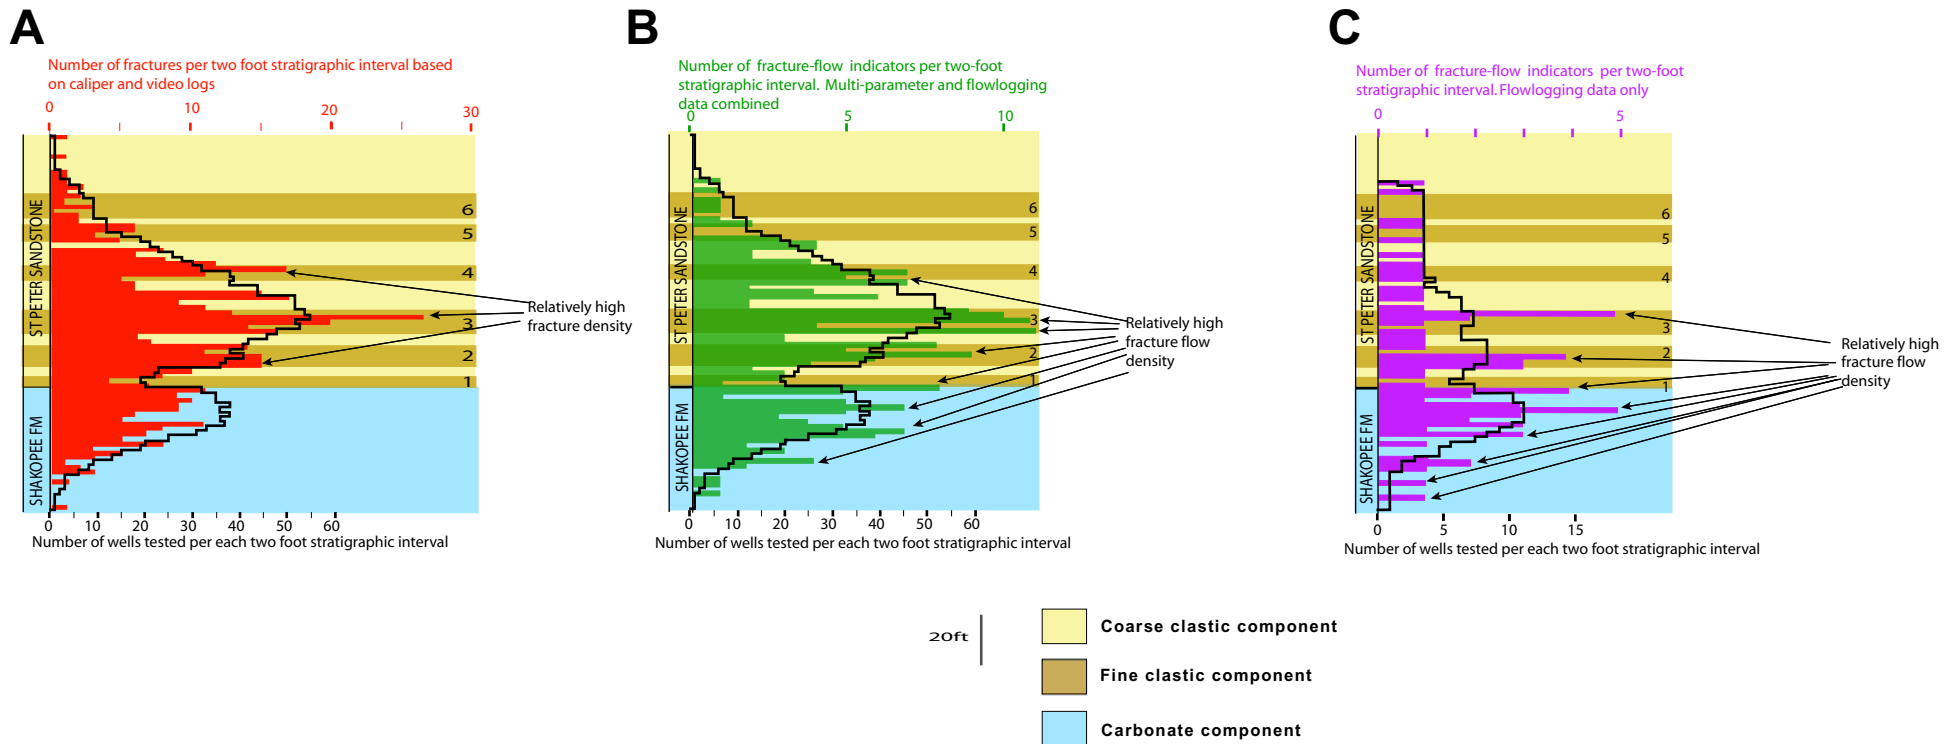 A
Number of fractures per two foot stratigraphic interval based
on caliper and video logs
0 10 20 30
ST PETER SANDSTONE
SHAKOPEE FM
6
5
4
3
2
1
Relatively high
fracture density
0 10 20 30 40 50 60
Number of wells tested per each two foot stratigraphic interval
B
Number of fracture-flow indicators per two-foot
stratigraphic interval. Multi-parameter and flowlogging
data combined
0 5 10
ST PETER SANDSTONE
SHAKOPEE FM
6
5
4
3
2
1
Relatively high
fracture flow
density
0 10 20 30 40 50 60
Number of wells tested per each two foot stratigraphic interval
C
Number of fracture-flow indicators per two-foot
stratigraphic interval. Flowlogging data only
0 5
ST PETER SANDSTONE
SHAKOPEE FM
6
5
4
3
2
1
Relatively high
fracture flow
density
0 5 10 15
Number of wells tested per each two foot stratigraphic interval
20ft
Coarse clastic component
Fine clastic component
Carbonate component